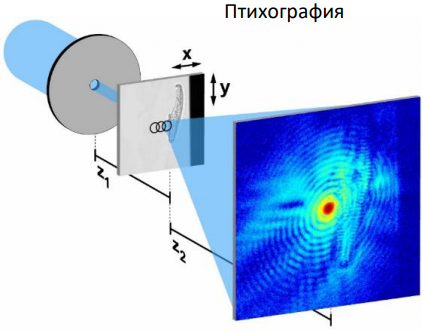 Птихография
x
y
z₁
z₂